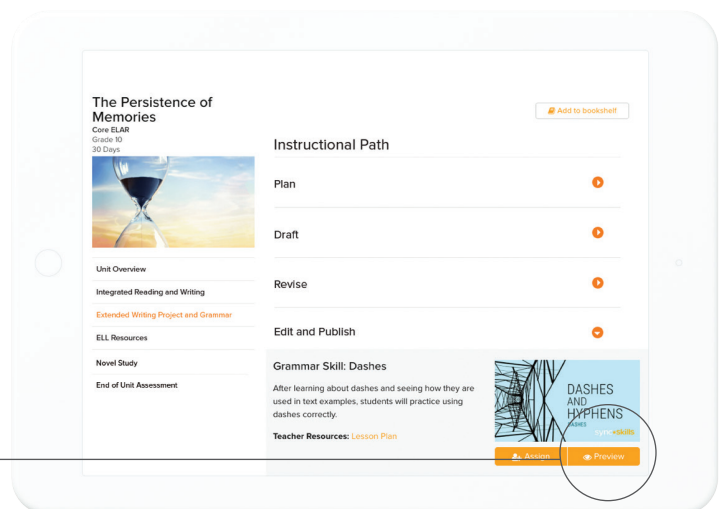 The Persistence of
Memories
Core ELAR
Grade 10
30 Days
Unit Overview
Integrated Reading and Writing
Extended Writing Project and Grammar
ELL Resources
Novel Study
End of Unit Assessment
Add to bookshelf
Instructional Path
Plan
Draft
Revise
Edit and Publish
Grammar Skill: Dashes
After learning about dashes and seeing how they are
used in text examples, students will practice using
dashes correctly.
Teacher Resources: Lesson Plan
DASHES
AND
HYPHENS
DASHES
sync•skills
Assign
Preview